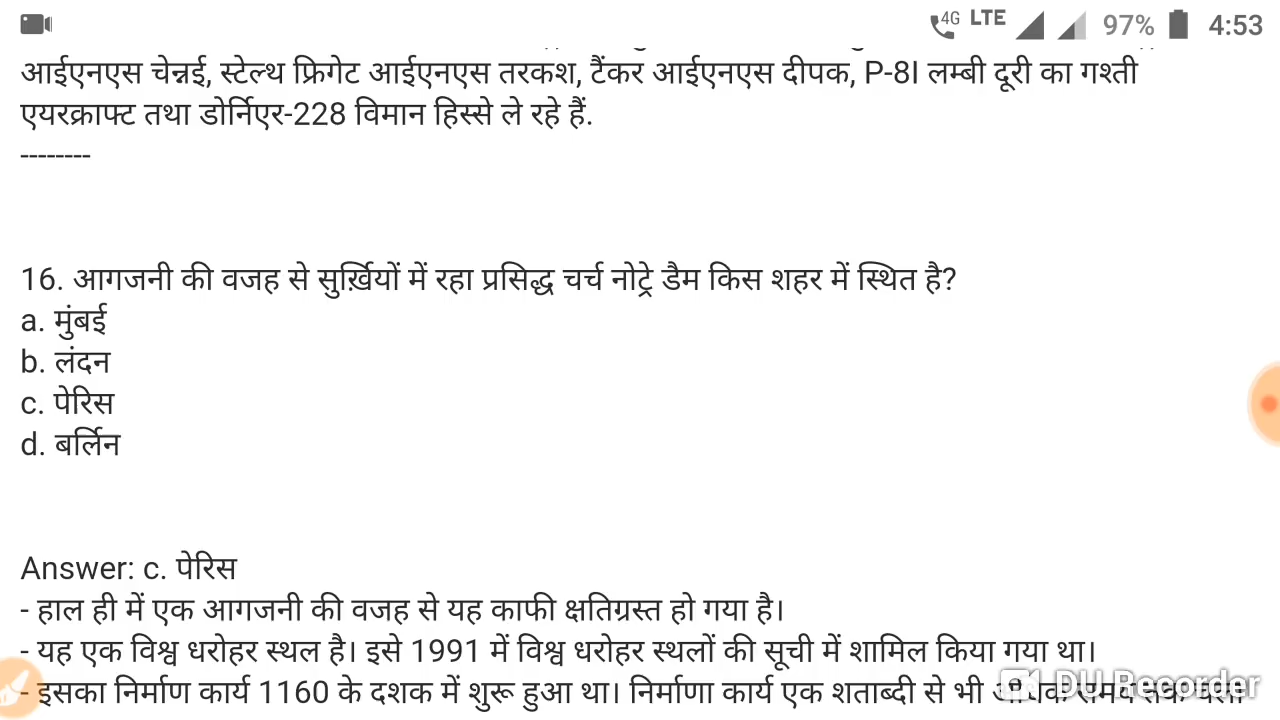 4G LTE 97% 4:53
आईएनएस चेन्नई, स्टेल्थ फ्रिगेट आईएनएस तरकश, टैंकर आईएनएस दीपक, P-8I लम्बी दूरी का गश्ती
एयरक्राफ्ट तथा डोर्निएर-228 विमान हिस्से ले रहे हैं.
--------
16. आगजनी की वजह से सुर्ख़ियों में रहा प्रसिद्ध चर्च नोट्रे डैम किस शहर में स्थित है?
a. मुंबई
b. लंदन
c. पेरिस
d. बर्लिन
Answer: c. पेरिस
- हाल ही में एक आगजनी की वजह से यह काफी क्षतिग्रस्त हो गया है।
- यह एक विश्व धरोहर स्थल है। इसे 1991 में विश्व धरोहर स्थलों की सूची में शामिल किया गया था।
- इसका निर्माण कार्य 1160 के दशक में शुरू हुआ था। निर्माणा कार्य एक शताब्दी से भी
DU Recorder